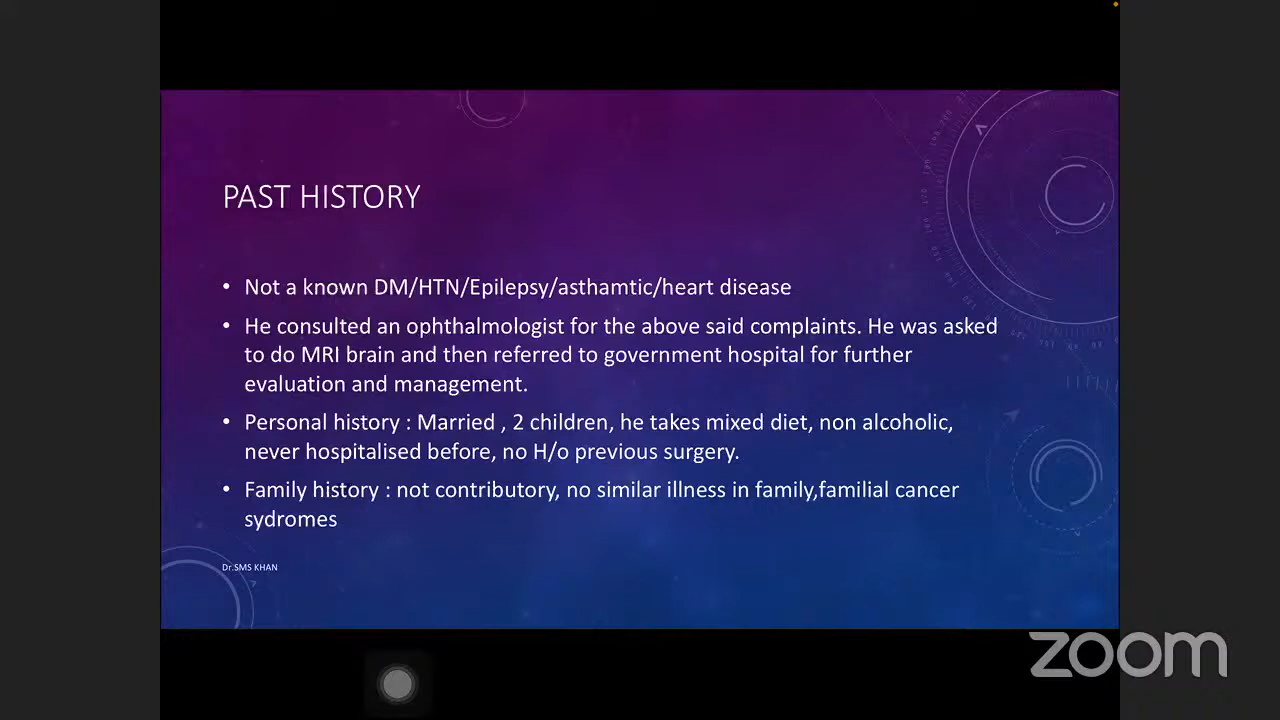 PAST HISTORY
• Not a known DM/HTN/Epilepsy/asthamtic/heart disease
• He consulted an ophthalmologist for the above said complaints. He was asked
to do MRI brain and then referred to government hospital for further
evaluation and management.
• Personal history : Married , 2 children, he takes mixed diet, non alcoholic,
never hospitalised before, no H/o previous surgery.
• Family history : not contributory, no similar illness in family,familial cancer
sydromes
Dr.SMS KHAN
zoom